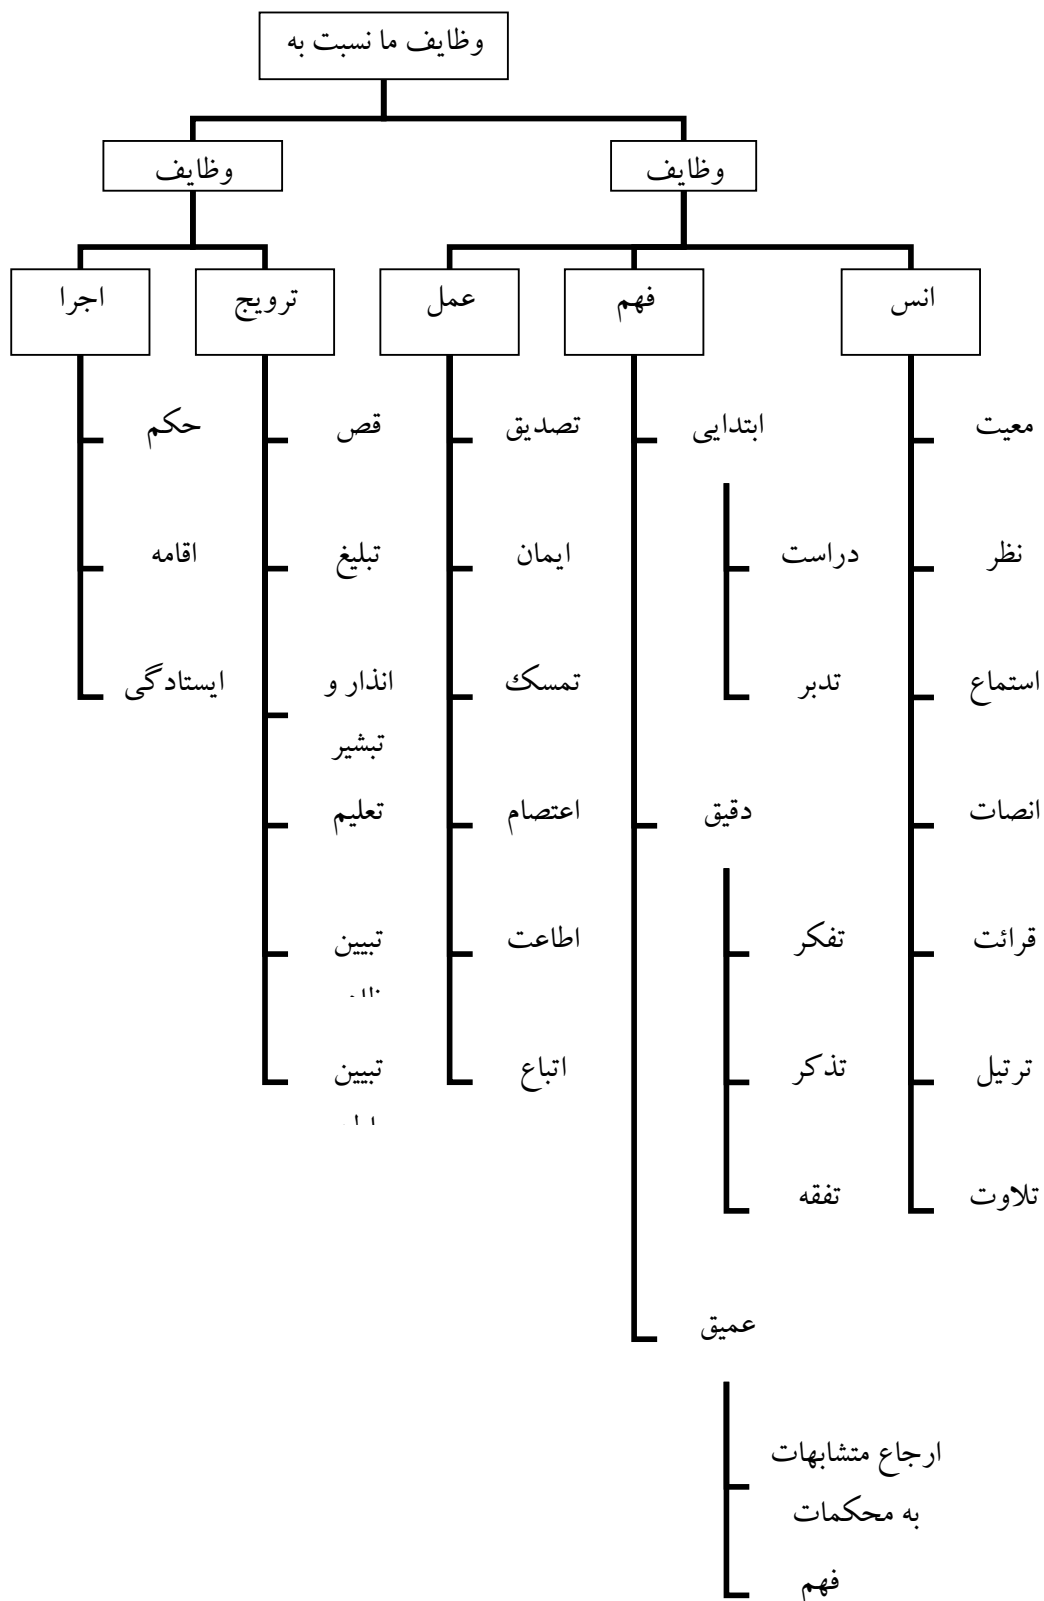 وظایف ما نسبت به
وظایف
وظایف
انس
فهم
عمل
ترویج
اجرا
معیت
نظر
استماع
انصات
قرائت
ترتیل
تلاوت
ابتدایی
دراست
تدبر
دقیق
تفکر
تذکر
تفقه
عمیق
ارجاع متشابهات
به محکمات
فهم
تصدیق
ایمان
تمسک
اعتصام
اطاعت
اتباع
قص
تبلیغ
انذار و
تبشیر
تعلیم
تبیین
تبیین
حکم
اقامه
ایستادگی